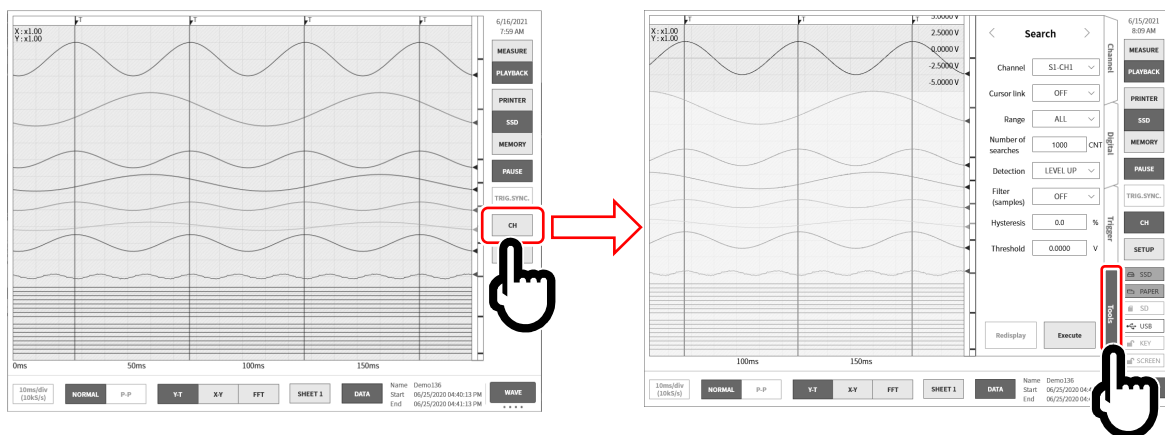 T
T
T
X : x1.00
Y : x1.00
6/16/2021
7:59 AM
MEASURE
PLAYBACK
PRINTER
SSD
MEMORY
PAUSE
TRIG.SYNC.
CH
0ms
50ms
100ms
150ms
10ms/div
(10kS/s)
NORMAL
P-P
Y-T
X-Y
FFT
SHEET 1
DATA
Name Demo136
Start 06/25/2020 04:40:13 PM
End 06/25/2020 04:41:13 PM
WAVE
T
T
T
X : x1.00
Y : x1.00
5.0000 V
2.5000 V
0.0000 V
-2.5000 V
-5.0000 V
Search
Channel S1-CH1
Cursor link OFF
Range ALL
Number of
searches
1000 CNT
Detection LEVEL UP
Filter
(samples)
OFF
Hysteresis 0.0 %
Threshold 0.0000 V
Redisplay
Execute
Channel
Digital
Trigger
Tools
6/15/2021
8:09 AM
MEASURE
PLAYBACK
PRINTER
SSD
MEMORY
PAUSE
TRIG.SYNC.
CH
SETUP
SSD
PAPER
SD
USB
KEY
SCREEN
100ms
150ms
10ms/div
(10kS/s)
NORMAL
P-P
Y-T
X-Y
FFT
SHEET 1
DATA
Name Demo136
Start 06/25/2020 04:4
End 06/25/2020 04: